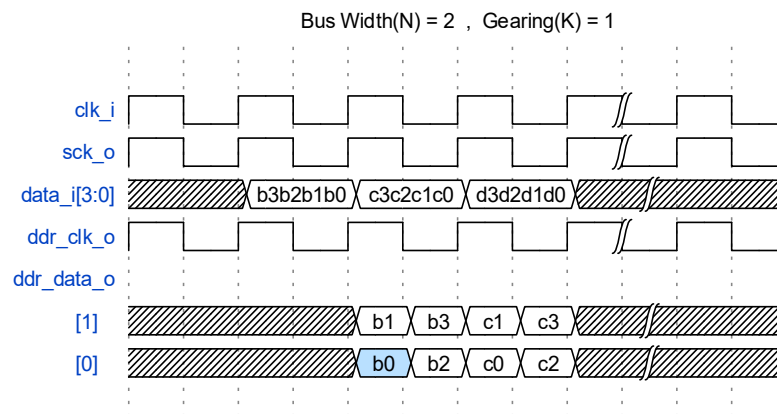 Bus Width(N) = 2 , Gearing(K) = 1
clk_i
sck_o
data_i[3:0] b3b2b1b0 c3c2c1c0 d3d2d1d0
ddr_clk_o
ddr_data_o
[1] b1 b3 c1 c3
[0] b0 b2 c0 c2